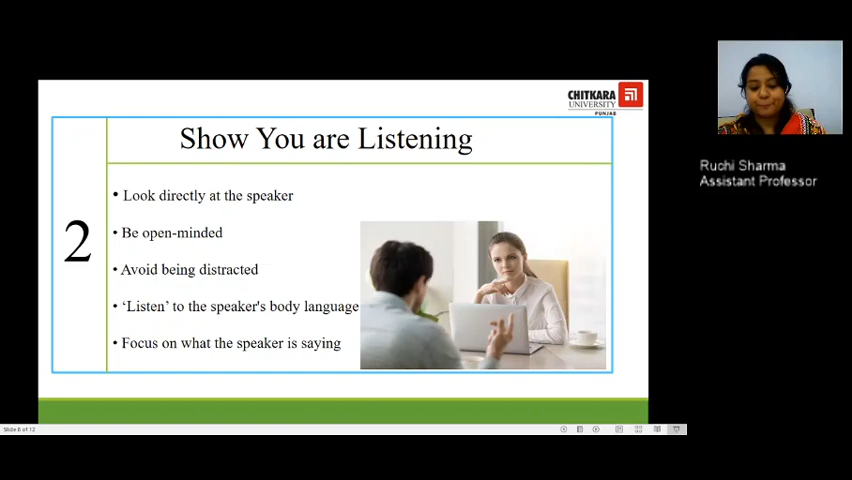 CHITKARA
UNIVERSITY
PUNJAB
Show You are Listening
2
• Look directly at the speaker
• Be open-minded
• Avoid being distracted
• ‘Listen’ to the speaker's body language
• Focus on what the speaker is saying
Ruchi Sharma
Assistant Professor
Slide 6 of 12